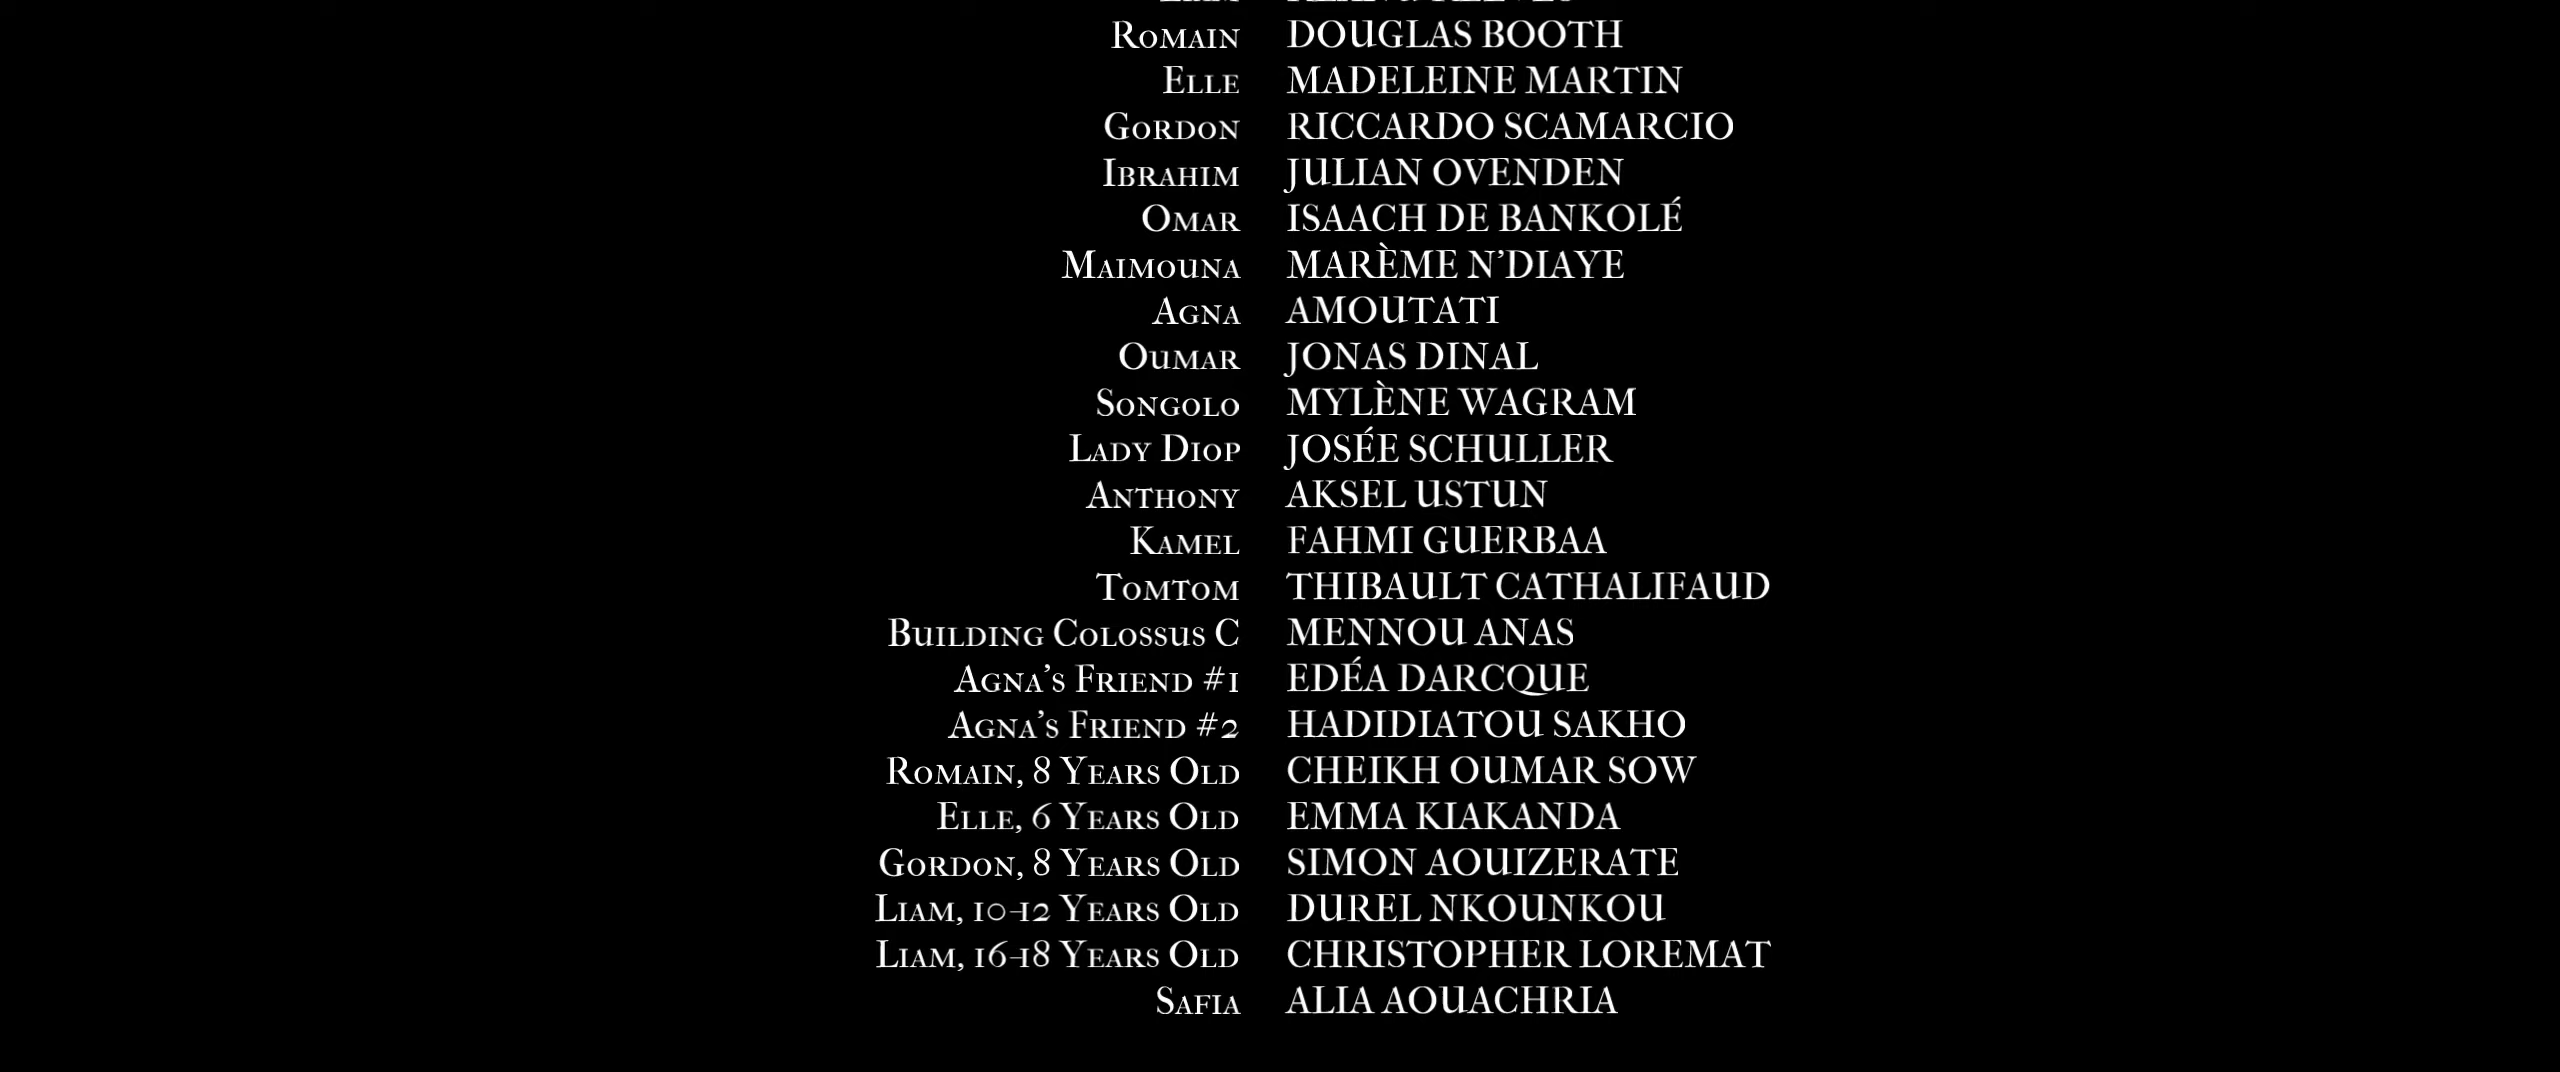 Romain DOUGLAS BOOTH
Elle MADELEINE MARTIN
Gordon RICCARDO SCAMARCIO
Ibrahim JULIAN OVENDEN
Omar ISAACH DE BANKOLÉ
Maimouna MARÈME N'DIAYE
Agna AMOUTATI
Oumar JONAS DINAL
Songolo MYLÈNE WAGRAM
Lady Diop JOSÉE SCHULLER
Anthony AKSEL USTUN
Kamel FAHMI GUERBAA
Tomtom THIBAULT CATHALIFAUD
Building Colossus C MENNOU ANAS
Agna's Friend #1 EDÉA DARCQUE
Agna's Friend #2 HADIDIATOU SAKHO
Romain, 8 Years Old CHEIKH OUMAR SOW
Elle, 6 Years Old EMMA KIAKANDA
Gordon, 8 Years Old SIMON AOUIZERATE
Liam, 10-12 Years Old DUREL NKOUNKOU
Liam, 16-18 Years Old CHRISTOPHER LOREMAT
Safia ALIA AOUACHRIA